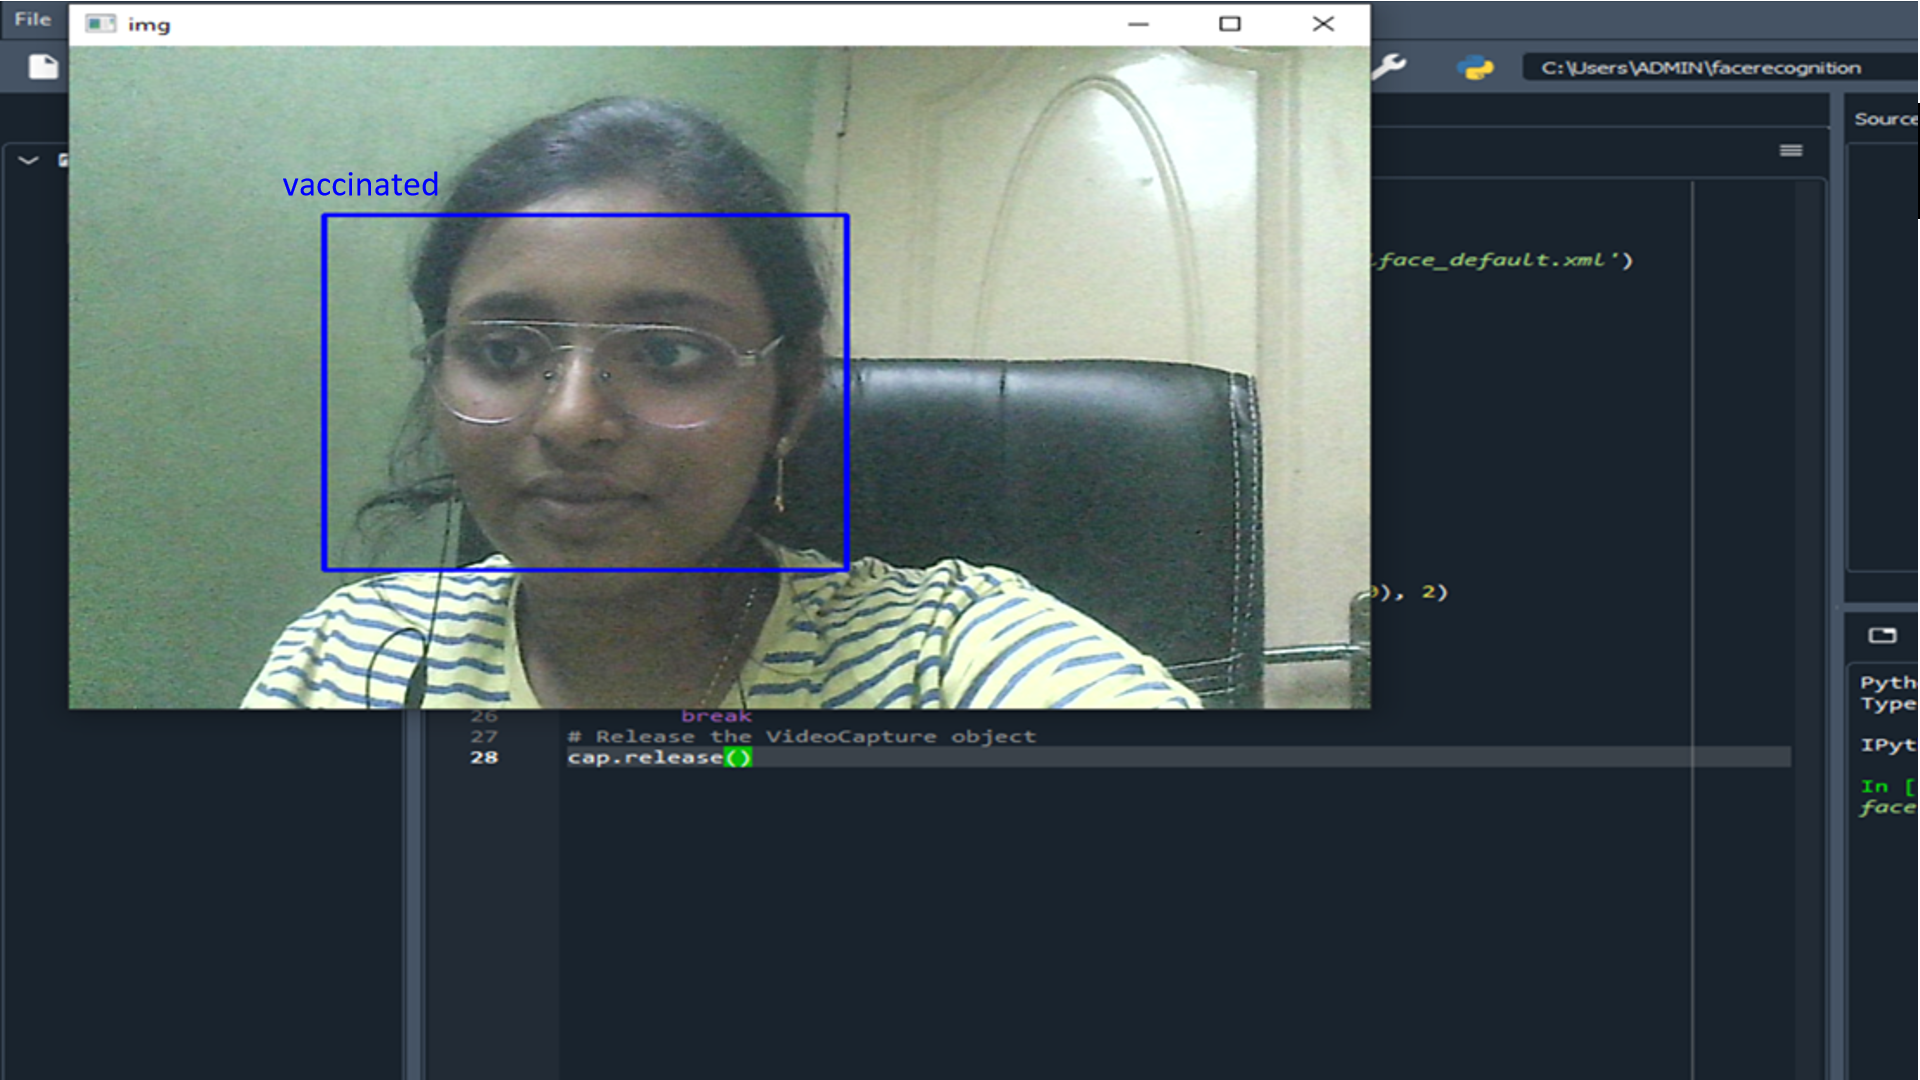 File
img
C:\Users\ADMIN\facerecognition
Source
vaccinated
face_default.xml')
), 2)
26 break
27 # Release the VideoCapture object
28 cap.release()
Pyth
Type
IPyt
In [
face